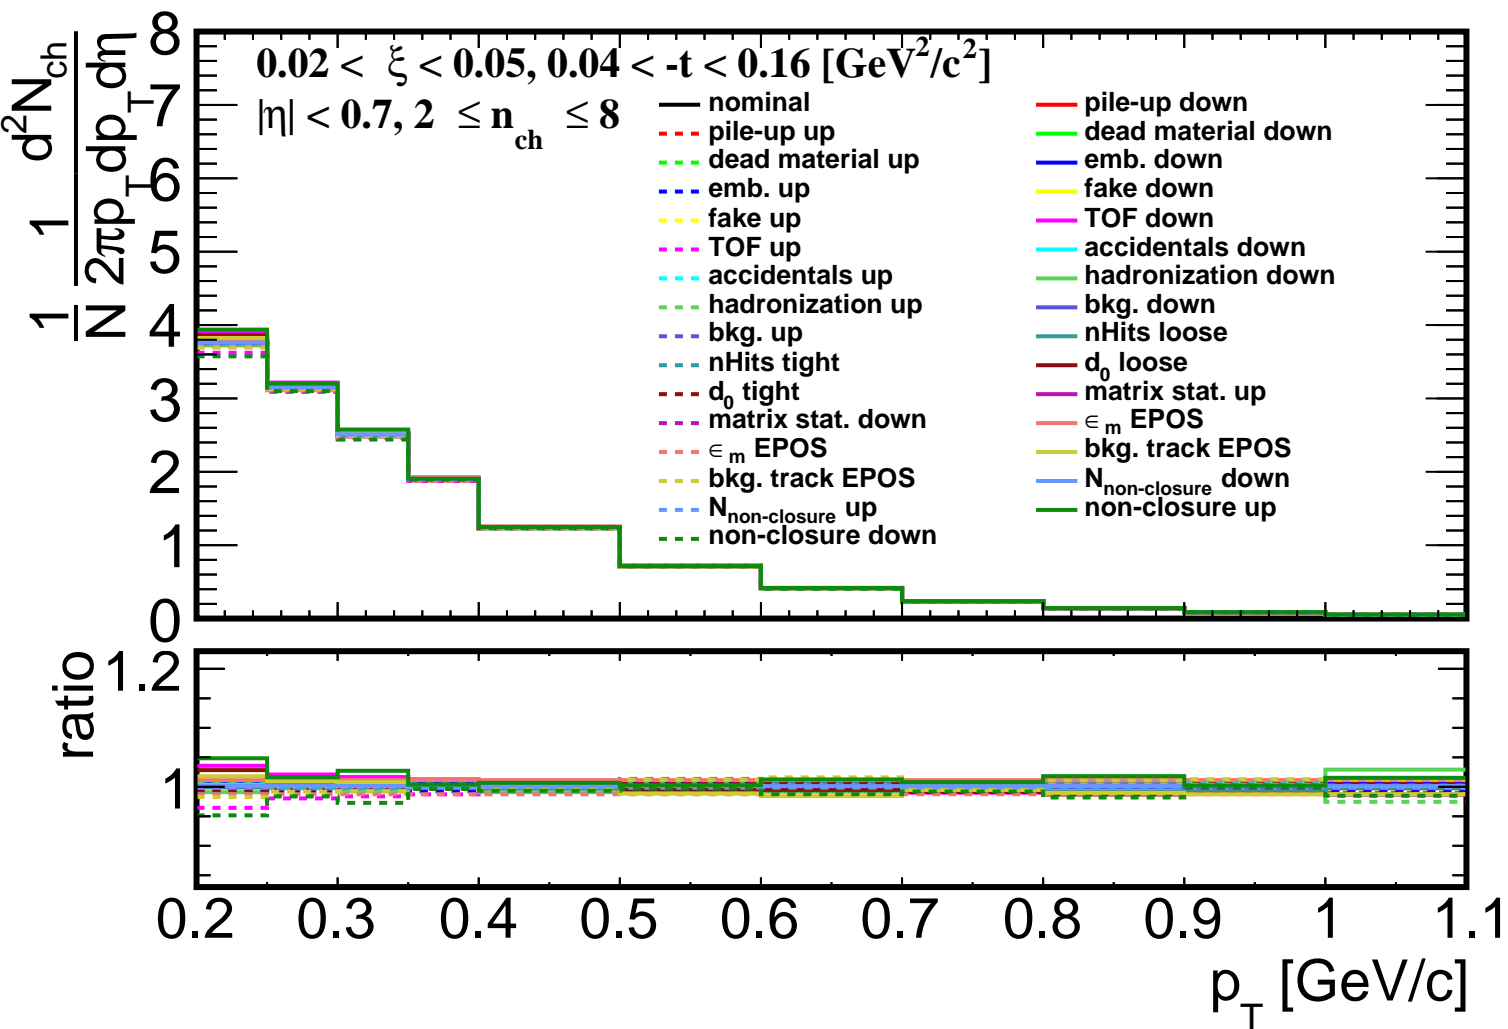 1/N 1/(2πp_T) d²N_ch/(dp_T dη)
0.02 < ξ < 0.05, 0.04 < -t < 0.16 [GeV²/c²]
|η| < 0.7, 2 ≤ n_ch ≤ 8
nominal
pile-up down
pile-up up
dead material down
dead material up
emb. down
emb. up
fake down
fake up
TOF down
TOF up
accidentals down
accidentals up
hadronization down
hadronization up
bkg. down
bkg. up
nHits loose
nHits tight
d_0 loose
d_0 tight
matrix stat. up
matrix stat. down
∈_m EPOS
∈_m EPOS
bkg. track EPOS
bkg. track EPOS
N_non-closure down
N_non-closure up
non-closure up
non-closure down
8
7
6
5
4
3
2
1
0
ratio
1.2
1
0.2 0.3 0.4 0.5 0.6 0.7 0.8 0.9 1 1.1
p_T [GeV/c]